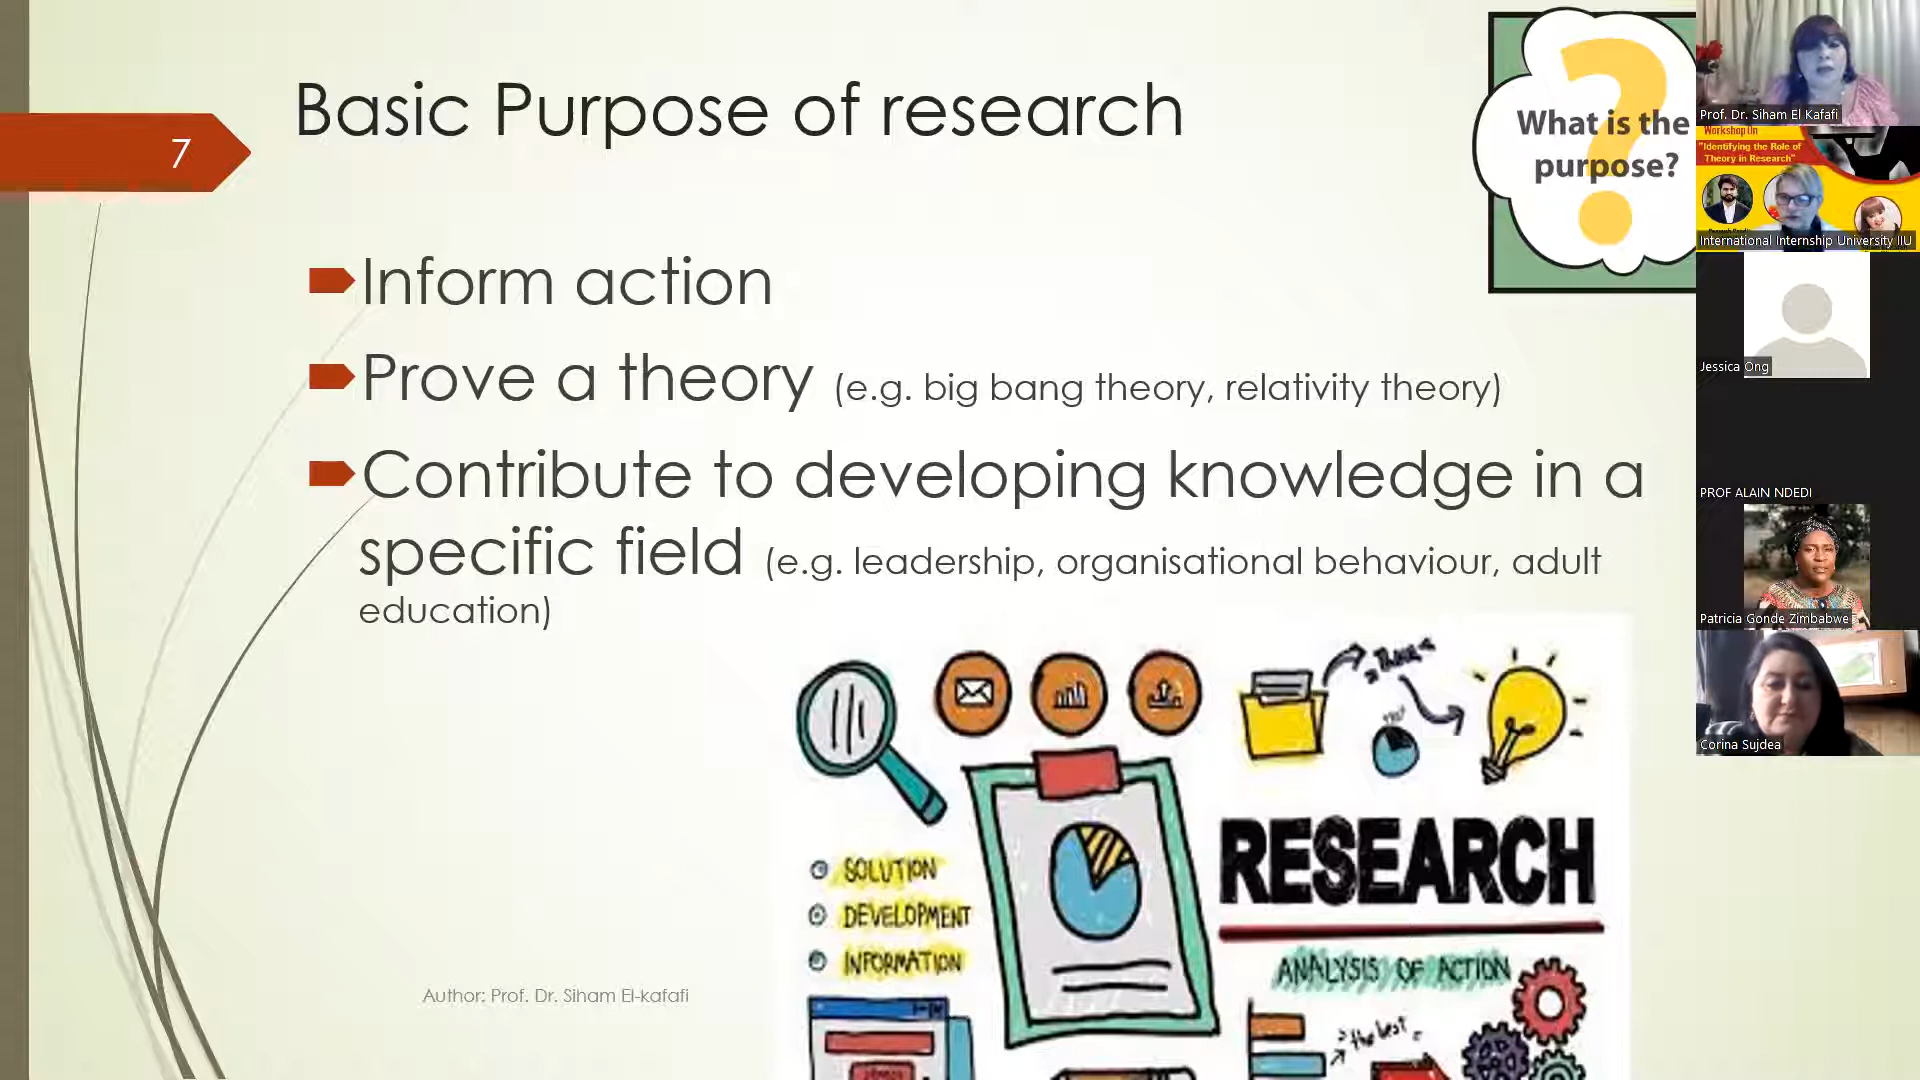 7
Basic Purpose of research
What is the
purpose?
Inform action
Prove a theory (e.g. big bang theory, relativity theory)
Contribute to developing knowledge in a
specific field (e.g. leadership, organisational behaviour, adult
education)
SOLUTION
DEVELOPMENT
INFORMATION
RESEARCH
ANALYSIS OF ACTION
the best
Author: Prof. Dr. Siham El-kafafi
Prof. Dr. Siham El Kafafi
Workshop On
"Identifying the Role of
Theory in Research"
International Internship University IIU
Jessica Ong
PROF ALAIN NDEDI
Patricia Gonde Zimbabwe
Corina Sujdea